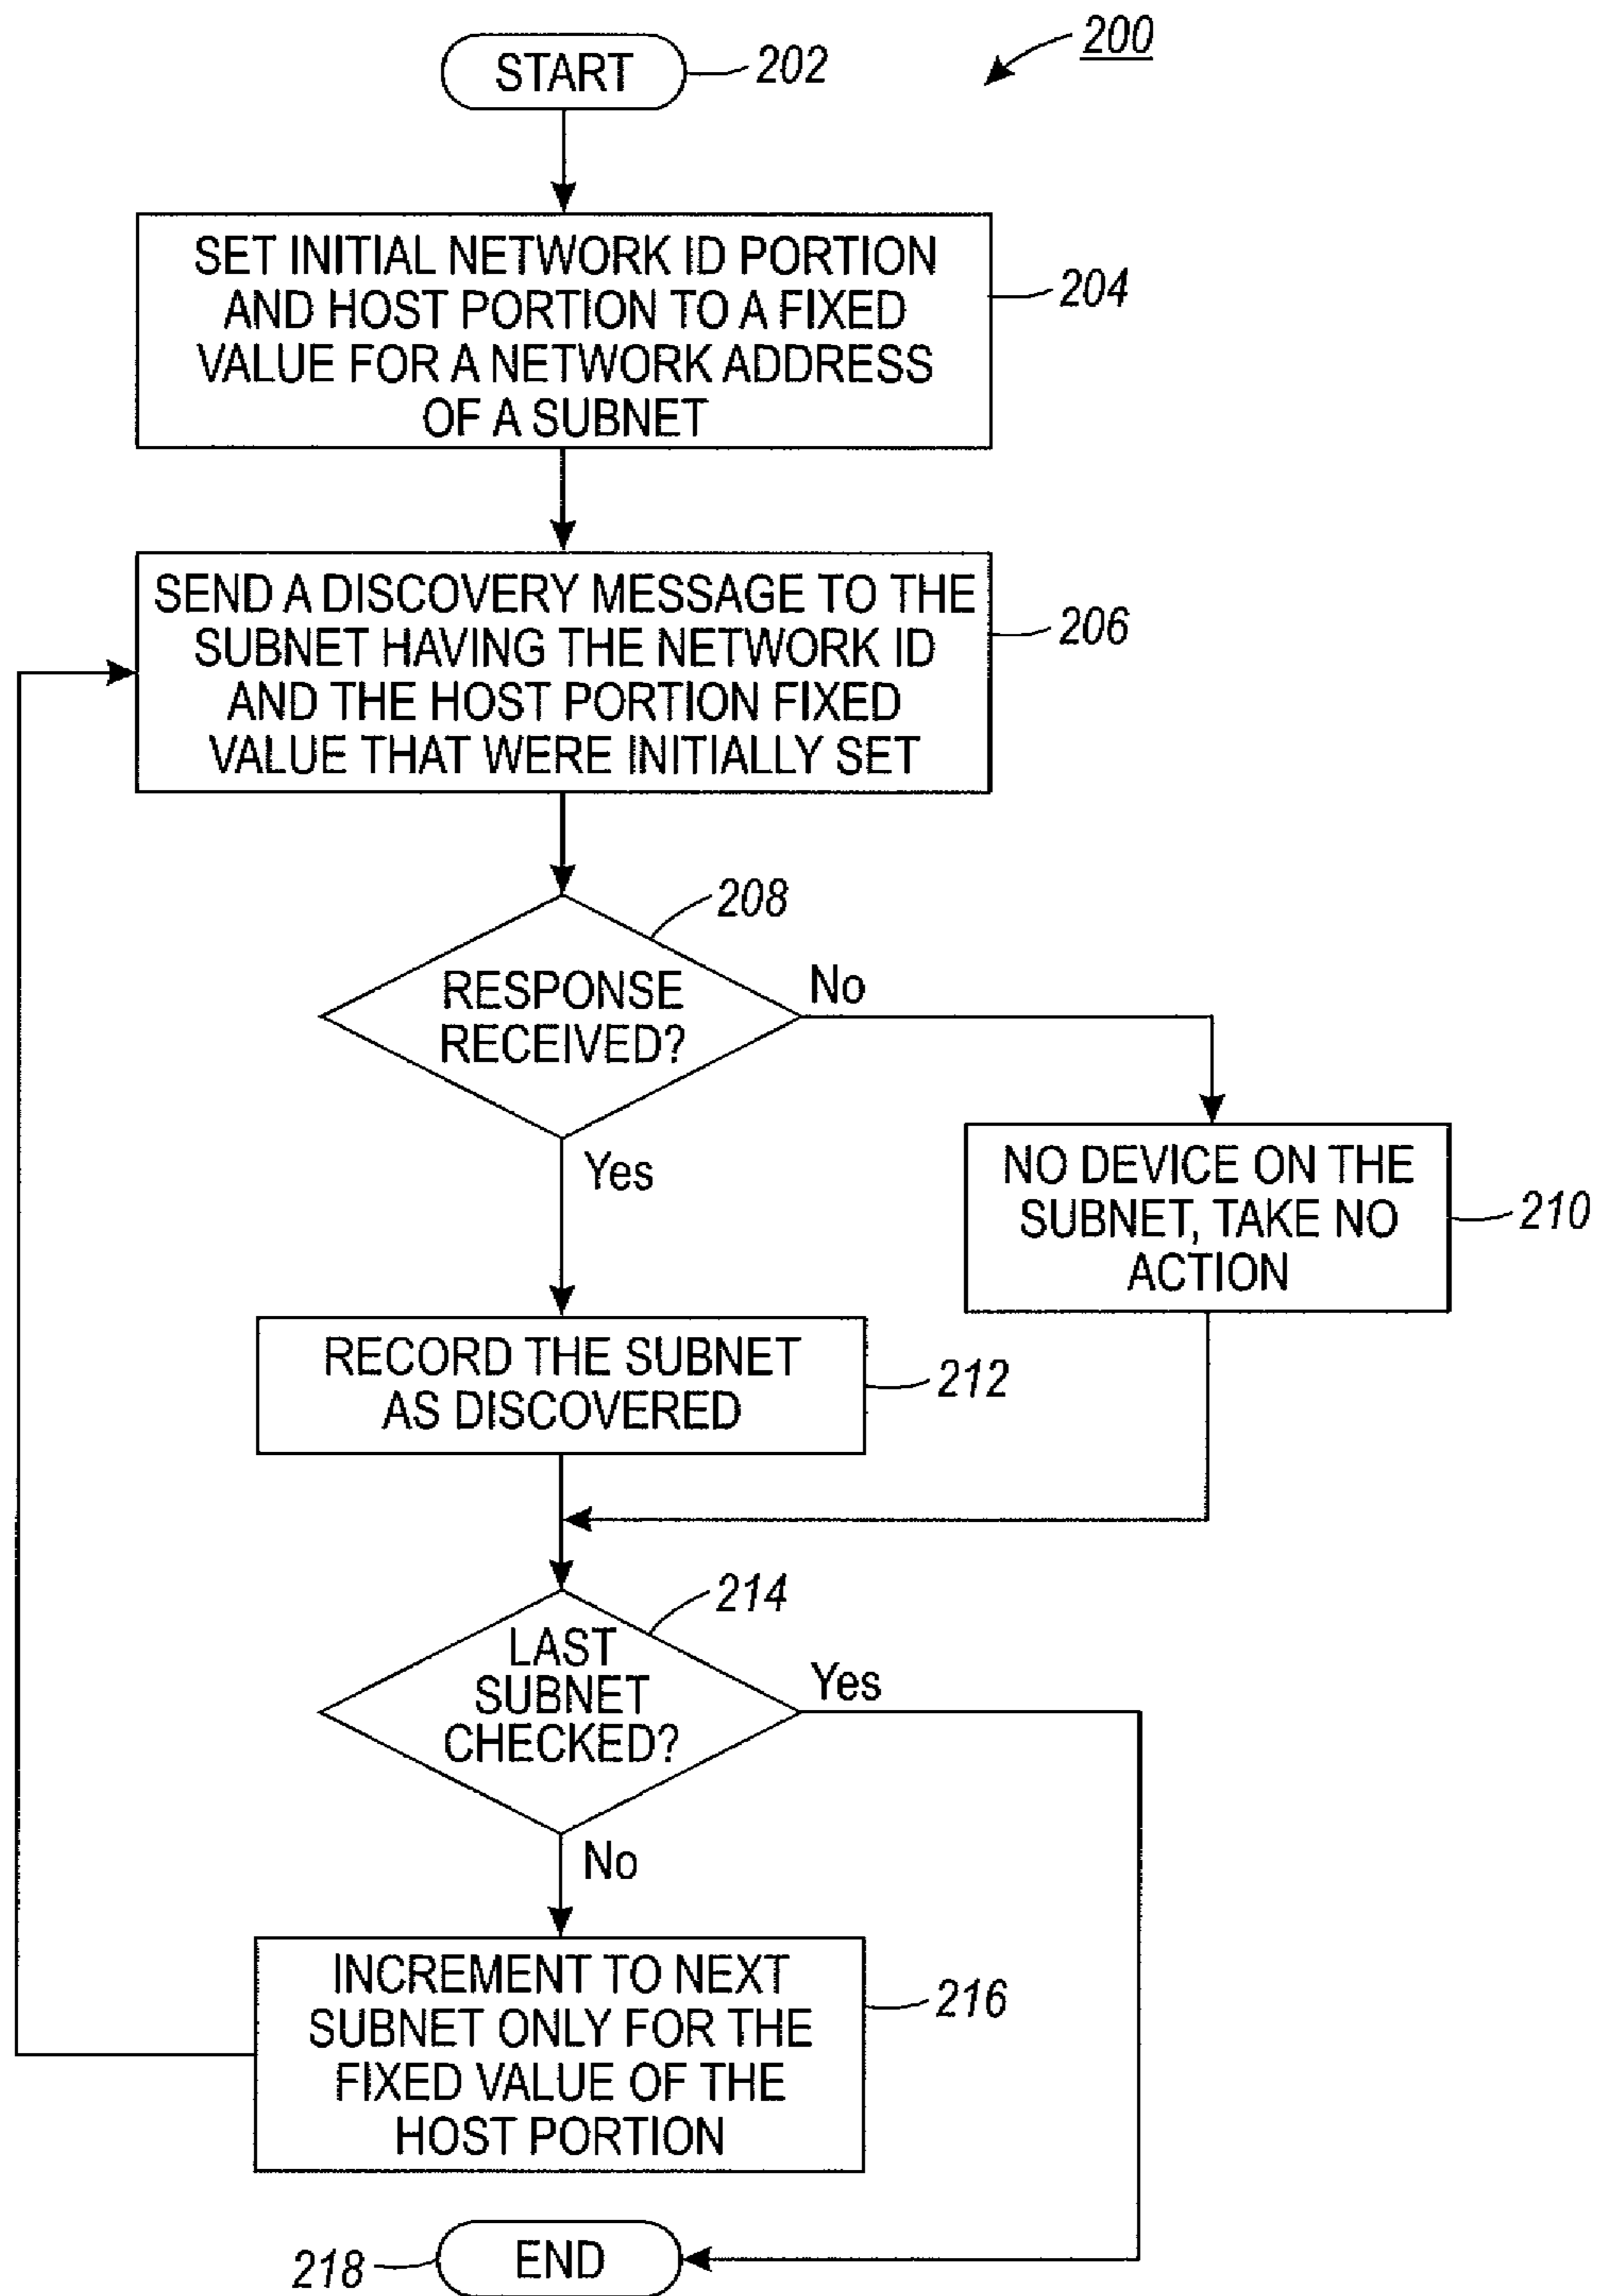 200
START
202
SET INITIAL NETWORK ID PORTION
AND HOST PORTION TO A FIXED
VALUE FOR A NETWORK ADDRESS
OF A SUBNET
204
SEND A DISCOVERY MESSAGE TO THE
SUBNET HAVING THE NETWORK ID
AND THE HOST PORTION FIXED
VALUE THAT WERE INITIALLY SET
206
208
RESPONSE
RECEIVED?
No
Yes
NO DEVICE ON THE
SUBNET, TAKE NO
ACTION
210
RECORD THE SUBNET
AS DISCOVERED
212
214
LAST
SUBNET
CHECKED?
Yes
No
INCREMENT TO NEXT
SUBNET ONLY FOR THE
FIXED VALUE OF THE
HOST PORTION
216
218
END